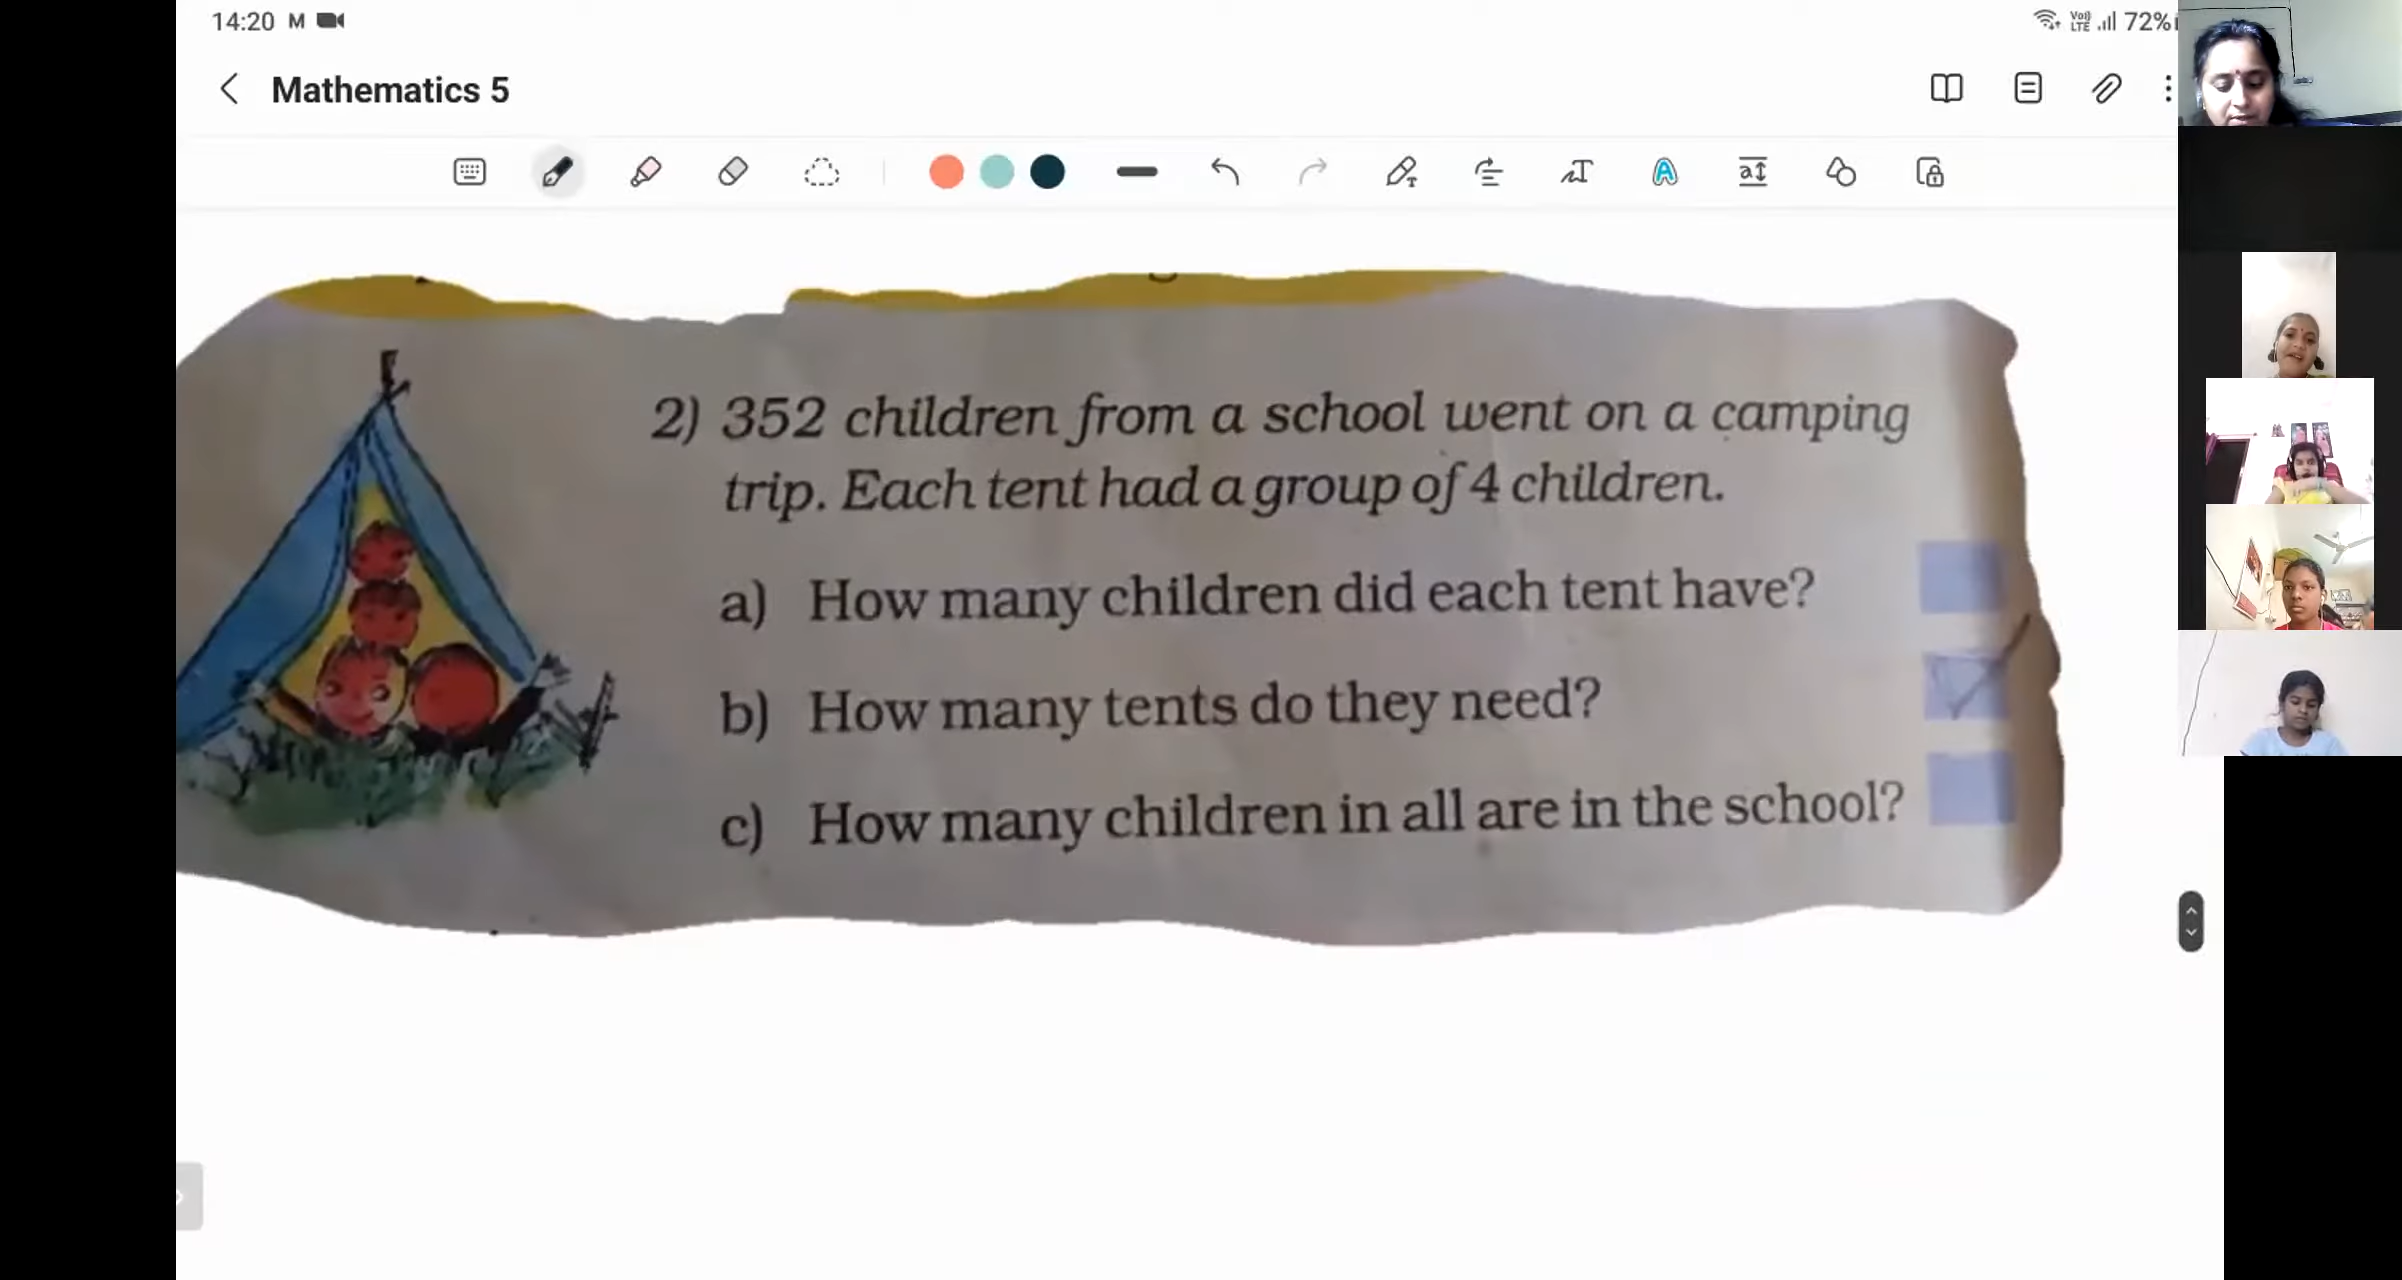 14:20 M
Vo) LTE 72%
Mathematics 5
2) 352 children from a school went on a camping
trip. Each tent had a group of 4 children.
a) How many children did each tent have?
b) How many tents do they need?
c) How many children in all are in the school?